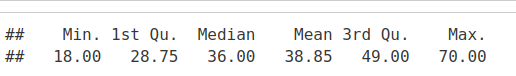 ##    Min. 1st Qu.  Median    Mean 3rd Qu.    Max.
##   18.00   28.75   36.00   38.85   49.00   70.00